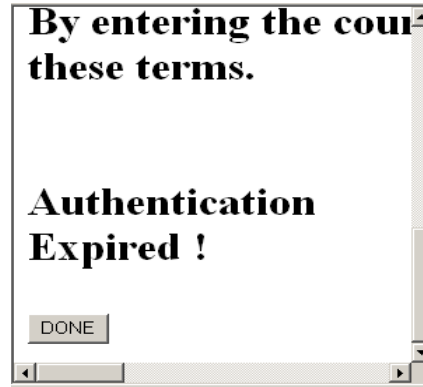 By entering the
these terms.
Authentication
Expired !
DONE